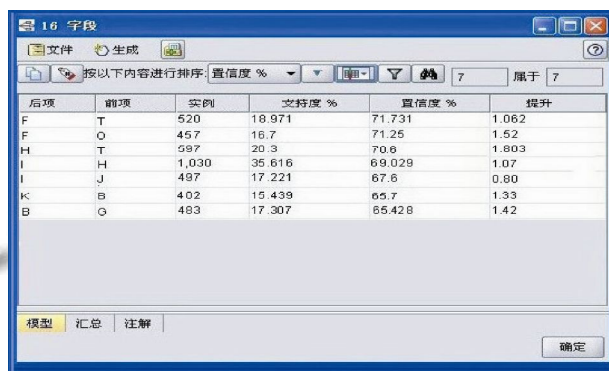 16 字段
文件 生成
按以下内容进行排序: 置信度 % 7 属于 7
后项 前项 实例 支持度 % 置信度 % 提升
F T 520 18.971 71.731 1.062
F O 457 16.7 71.25 1.52
H T 597 20.3 70.6 1.803
I H 1,030 35.616 69.029 1.07
I J 497 17.221 67.6 0.80
K B 402 15.439 65.7 1.33
B G 483 17.307 65.428 1.42
模型 汇总 注解
确定